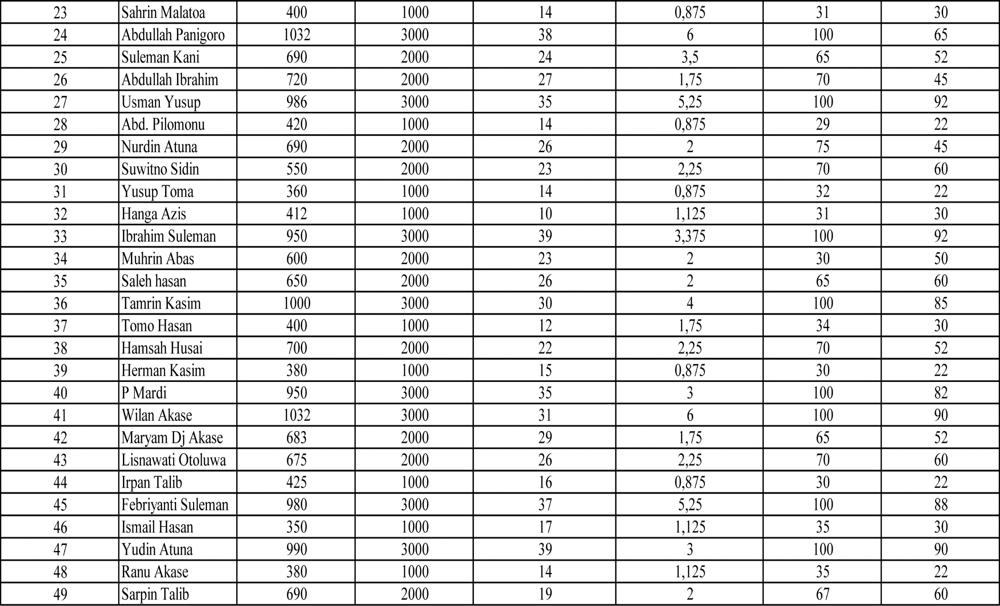 23 Sahrin Malatoa 400 1000 14 0,875 31 30
24 Abdullah Panigoro 1032 3000 38 6 100 65
25 Suleman Kani 690 2000 24 3,5 65 52
26 Abdullah Ibrahim 720 2000 27 1,75 70 45
27 Usman Yusup 986 3000 35 5,25 100 92
28 Abd. Pilomonu 420 1000 14 0,875 29 22
29 Nurdin Atuna 690 2000 26 2 75 45
30 Suwitno Sidin 550 2000 23 2,25 70 60
31 Yusup Toma 360 1000 14 0,875 32 22
32 Hanga Azis 412 1000 10 1,125 31 30
33 Ibrahim Suleman 950 3000 39 3,375 100 92
34 Muhrin Abas 600 2000 23 2 30 50
35 Saleh hasan 650 2000 26 2 65 60
36 Tamrin Kasim 1000 3000 30 4 100 85
37 Tomo Hasan 400 1000 12 1,75 34 30
38 Hamsah Husai 700 2000 22 2,25 70 52
39 Herman Kasim 380 1000 15 0,875 30 22
40 P Mardi 950 3000 35 3 100 82
41 Wilan Akase 1032 3000 31 6 100 90
42 Maryam Dj Akase 683 2000 29 1,75 65 52
43 Lisnawati Otoluwa 675 2000 26 2,25 70 60
44 Irpan Talib 425 1000 16 0,875 30 22
45 Febriyanti Suleman 980 3000 37 5,25 100 88
46 Ismail Hasan 350 1000 17 1,125 35 30
47 Yudin Atuna 990 3000 39 3 100 90
48 Ranu Akase 380 1000 14 1,125 35 22
49 Sarpin Talib 690 2000 19 2 67 60